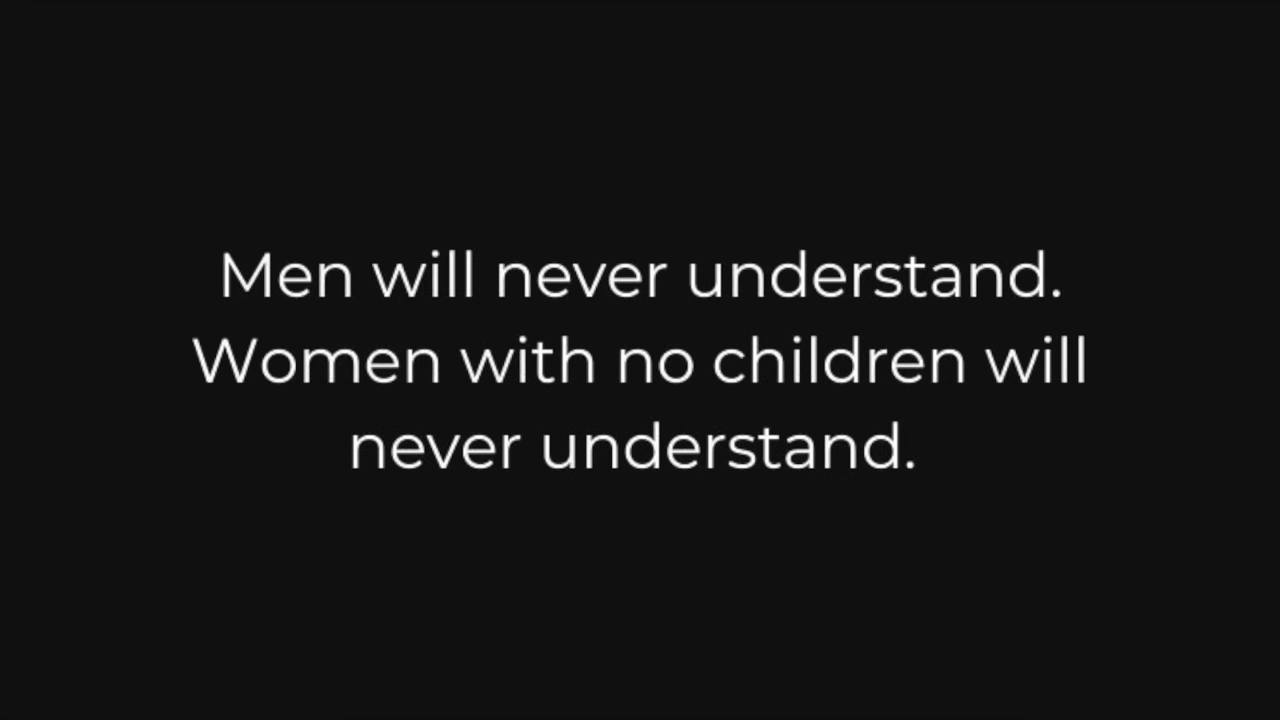 Men will never understand.
Women with no children will
never understand.